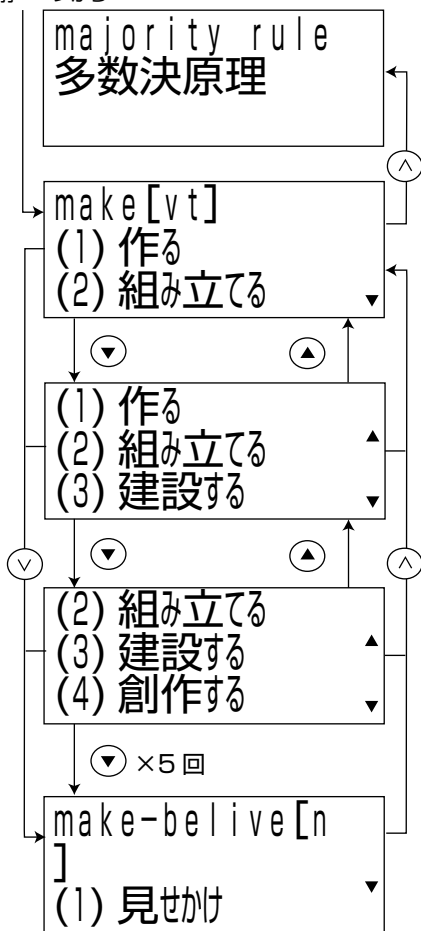 majority rule
多数決原理
make[vt]
(1) 作る
(2) 組み立てる
(1) 作る
(2) 組み立てる
(3) 建設する
(2) 組み立てる
(3) 建設する
(4) 創作する
×5回
make-belive[n
]
(1) 見せかけ